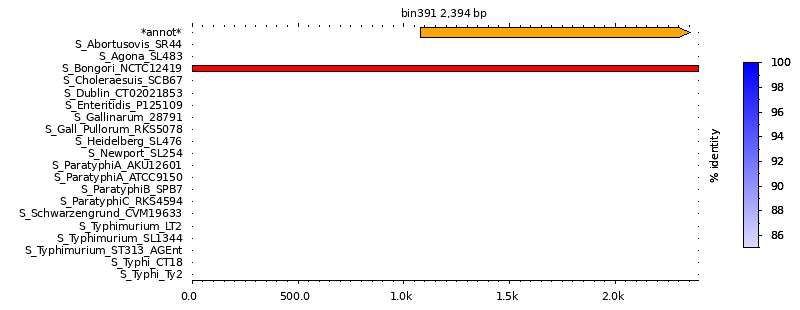 bin391 2,394 bp
*annot*
S_Abortusovis_SR44
S_Agona_SL483
S_Bongori_NCTC12419
S_Choleraesuis_SCB67
S_Dublin_CT02021853
S_Enteritidis_P125109
S_Gallinarum_28791
S_Gall_Pullorum_RKS5078
S_Heidelberg_SL476
S_Newport_SL254
S_ParatyphiA_AKU12601
S_ParatyphiA_ATCC9150
S_ParatyphiB_SPB7
S_ParatyphiC_RKS4594
S_Schwarzengrund_CVM19633
S_Typhimurium_LT2
S_Typhimurium_SL1344
S_Typhimurium_ST313_AGEnt
S_Typhi_CT18
S_Typhi_Ty2
0.0 500.0 1.0k 1.5k 2.0k
% identity
100
98
96
94
92
90
88
86